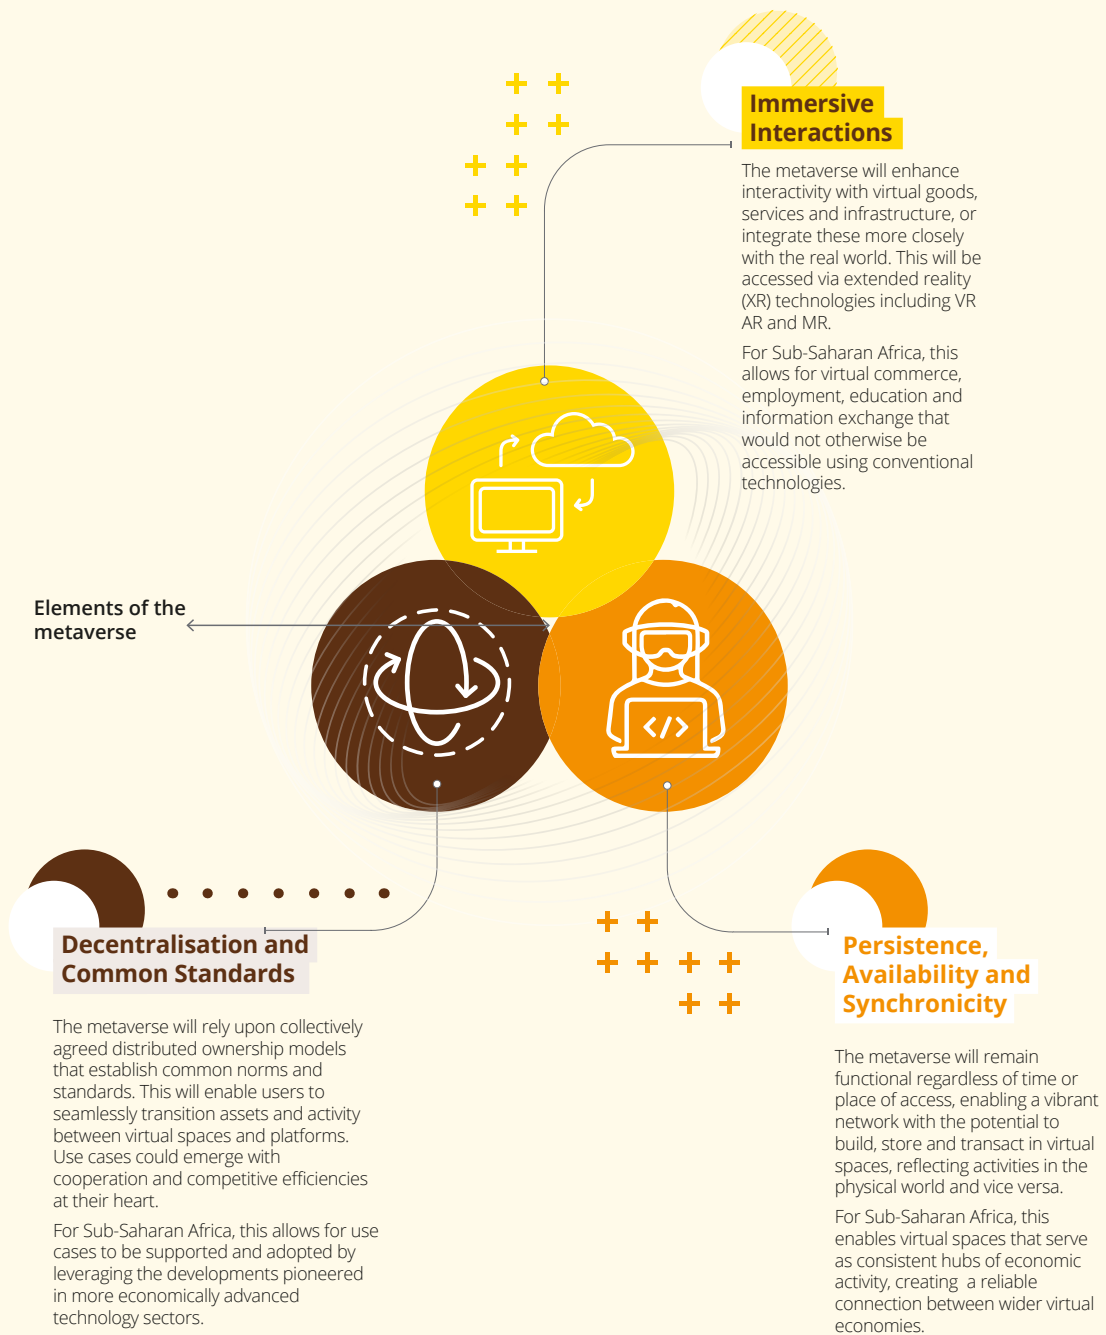 Immersive
Interactions
The metaverse will enhance
interactivity with virtual goods,
services and infrastructure, or
integrate these more closely
with the real world. This will be
accessed via extended reality
(XR) technologies including VR
AR and MR.
For Sub-Saharan Africa, this
allows for virtual commerce,
employment, education and
information exchange that
would not otherwise be
accessible using conventional
technologies.
Elements of the
metaverse
</>
Decentralisation and
Common Standards
The metaverse will rely upon collectively
agreed distributed ownership models
that establish common norms and
standards. This will enable users to
seamlessly transition assets and activity
between virtual spaces and platforms.
Use cases could emerge with
cooperation and competitive efficiencies
at their heart.
For Sub-Saharan Africa, this allows for use
cases to be supported and adopted by
leveraging the developments pioneered
in more economically advanced
technology sectors.
Persistence,
Availability and
Synchronicity
The metaverse will remain
functional regardless of time or
place of access, enabling a vibrant
network with the potential to
build, store and transact in virtual
spaces, reflecting activities in the
physical world and vice versa.
For Sub-Saharan Africa, this
enables virtual spaces that serve
as consistent hubs of economic
activity, creating  a reliable
connection between wider virtual
economies.